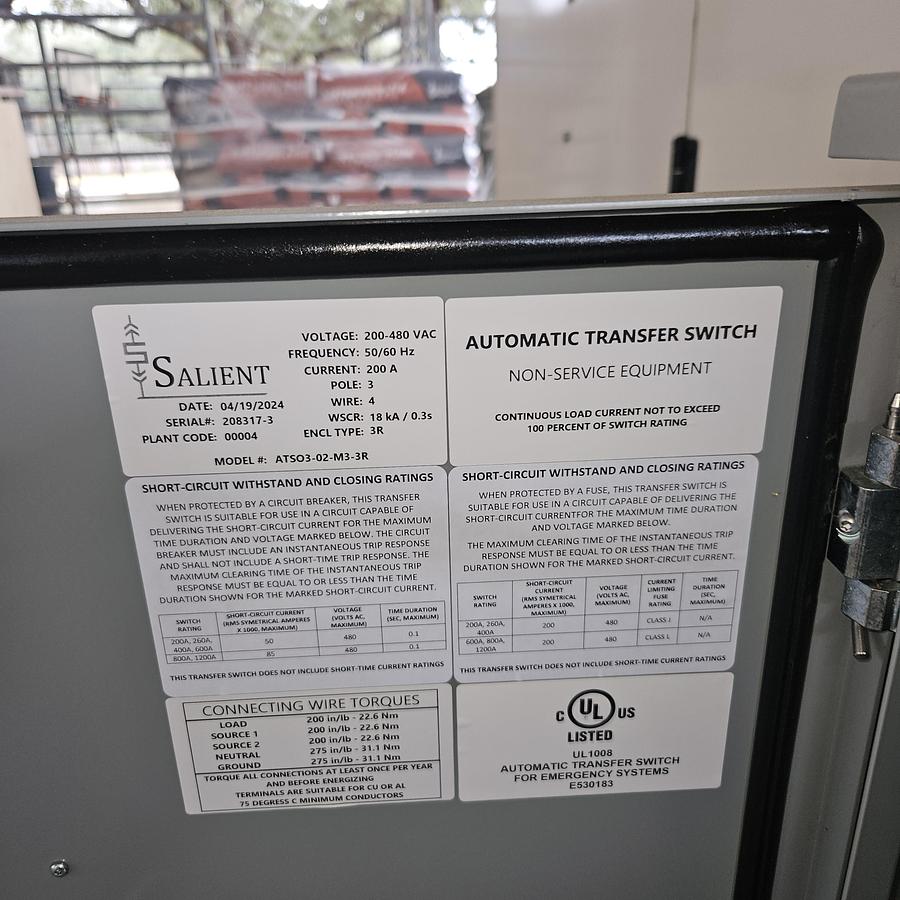 SALIENT
DATE: 04/19/2024
SERIAL#: 208317-3
PLANT CODE: 00004
VOLTAGE: 200-480 VAC
FREQUENCY: 50/60 Hz
CURRENT: 200 A
POLE: 3
WIRE: 4
WSCR: 18 kA / 0.3s
ENCL TYPE: 3R
MODEL #: ATSO3-02-M3-3R
AUTOMATIC TRANSFER SWITCH
NON-SERVICE EQUIPMENT
CONTINUOUS LOAD CURRENT NOT TO EXCEED
100 PERCENT OF SWITCH RATING
SHORT-CIRCUIT WITHSTAND AND CLOSING RATINGS
WHEN PROTECTED BY A CIRCUIT BREAKER, THIS TRANSFER
SWITCH IS SUITABLE FOR USE IN A CIRCUIT CAPABLE OF
DELIVERING THE SHORT-CIRCUIT CURRENT FOR THE MAXIMUM
TIME DURATION AND VOLTAGE MARKED BELOW. THE CIRCUIT
BREAKER MUST INCLUDE AN INSTANTANEOUS TRIP RESPONSE
AND SHALL NOT INCLUDE A SHORT-TIME TRIP RESPONSE. THE
MAXIMUM CLEARING TIME OF THE INSTANTANEOUS TRIP
RESPONSE MUST BE EQUAL TO OR LESS THAN THE TIME
DURATION SHOWN FOR THE MARKED SHORT-CIRCUIT CURRENT.
SWITCH RATING SHORT-CIRCUIT CURRENT (RMS SYMETRICAL AMPERES X 1000, MAXIMUM) VOLTAGE (VOLTS AC, MAXIMUM) TIME DURATION (SEC, MAXIMUM)
200A, 260A, 400A, 600A 50 480 0.1
800A, 1200A 85 480 0.1
THIS TRANSFER SWITCH DOES NOT INCLUDE SHORT-TIME CURRENT RATINGS
SHORT-CIRCUIT WITHSTAND AND CLOSING RATINGS
WHEN PROTECTED BY A FUSE, THIS TRANSFER SWITCH IS
SUITABLE FOR USE IN A CIRCUIT CAPABLE OF DELIVERING THE
SHORT-CIRCUIT CURRENTFOR THE MAXIMUM TIME DURATION
AND VOLTAGE MARKED BELOW.
THE MAXIMUM CLEARING TIME OF THE INSTANTANEOUS TRIP
RESPONSE MUST BE EQUAL TO OR LESS THAN THE TIME
DURATION SHOWN FOR THE MARKED SHORT-CIRCUIT CURRENT.
SWITCH RATING SHORT-CIRCUIT CURRENT (RMS SYMETRICAL AMPERES X 1000, MAXIMUM) VOLTAGE (VOLTS AC, MAXIMUM) CURRENT LIMITING FUSE RATING TIME DURATION (SEC, MAXIMUM)
200A, 260A, 400A 200 480 CLASS J N/A
600A, 800A, 1200A 200 480 CLASS L N/A
THIS TRANSFER SWITCH DOES NOT INCLUDE SHORT-TIME CURRENT RATINGS
CONNECTING WIRE TORQUES
LOAD 200 in/lb - 22.6 Nm
SOURCE 1 200 in/lb - 22.6 Nm
SOURCE 2 200 in/lb - 22.6 Nm
NEUTRAL 275 in/lb - 31.1 Nm
GROUND 275 in/lb - 31.1 Nm
TORQUE ALL CONNECTIONS AT LEAST ONCE PER YEAR
AND BEFORE ENERGIZING
TERMINALS ARE SUITABLE FOR CU OR AL
75 DEGREES C MINIMUM CONDUCTORS
C UL US
LISTED
UL1008
AUTOMATIC TRANSFER SWITCH
FOR EMERGENCY SYSTEMS
E530183